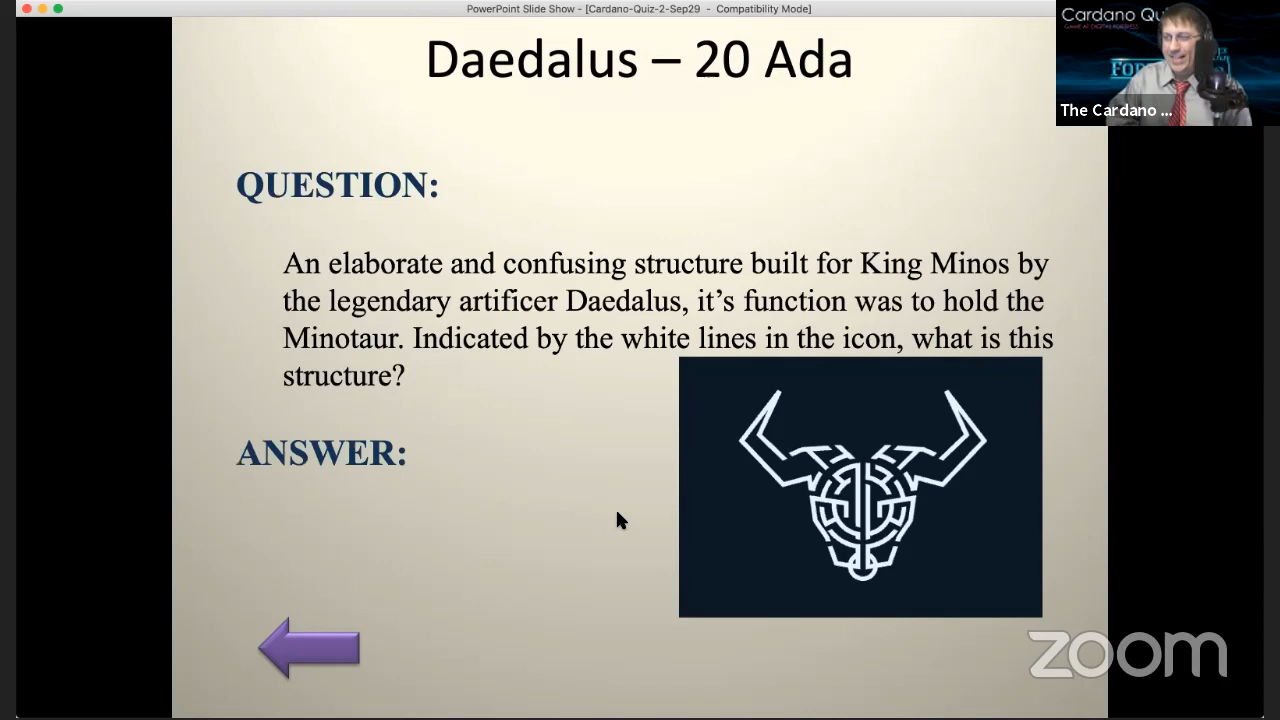 PowerPoint Slide Show - [Cardano-Quiz-2-Sep29 - Compatibility Mode]
Daedalus – 20 Ada
Cardano Qui
The Cardano ...
QUESTION:
An elaborate and confusing structure built for King Minos by
the legendary artificer Daedalus, it’s function was to hold the
Minotaur. Indicated by the white lines in the icon, what is this
structure?
ANSWER:
zoom